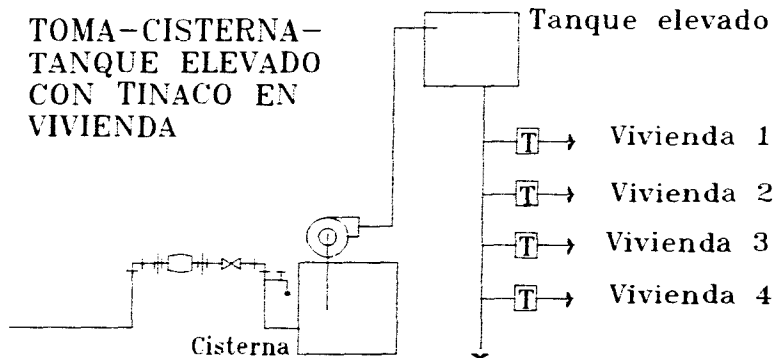 TOMA-CISTERNA-
TANQUE ELEVADO
CON TINACO EN
VIVIENDA
Tanque elevado
T Vivienda 1
T Vivienda 2
T Vivienda 3
T Vivienda 4
Cisterna